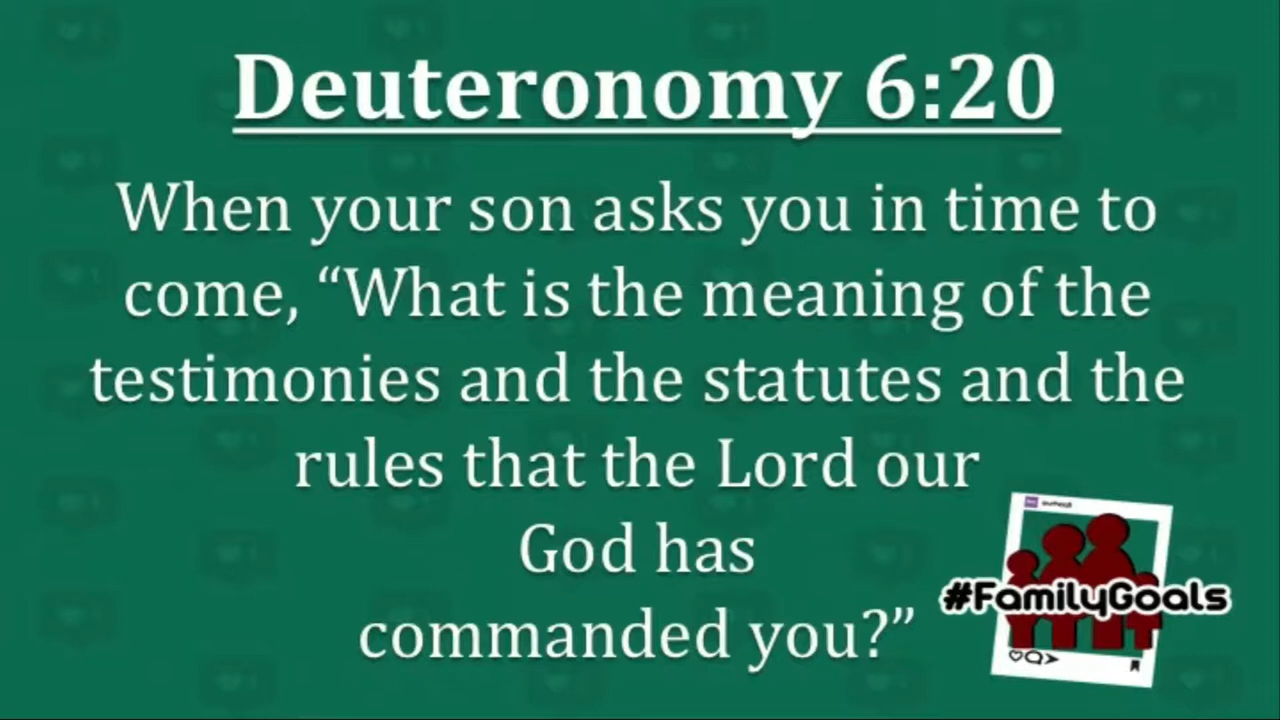 Deuteronomy 6:20
When your son asks you in time to
come, “What is the meaning of the
testimonies and the statutes and the
rules that the Lord our
God has
commanded you?”
#FamilyGoals